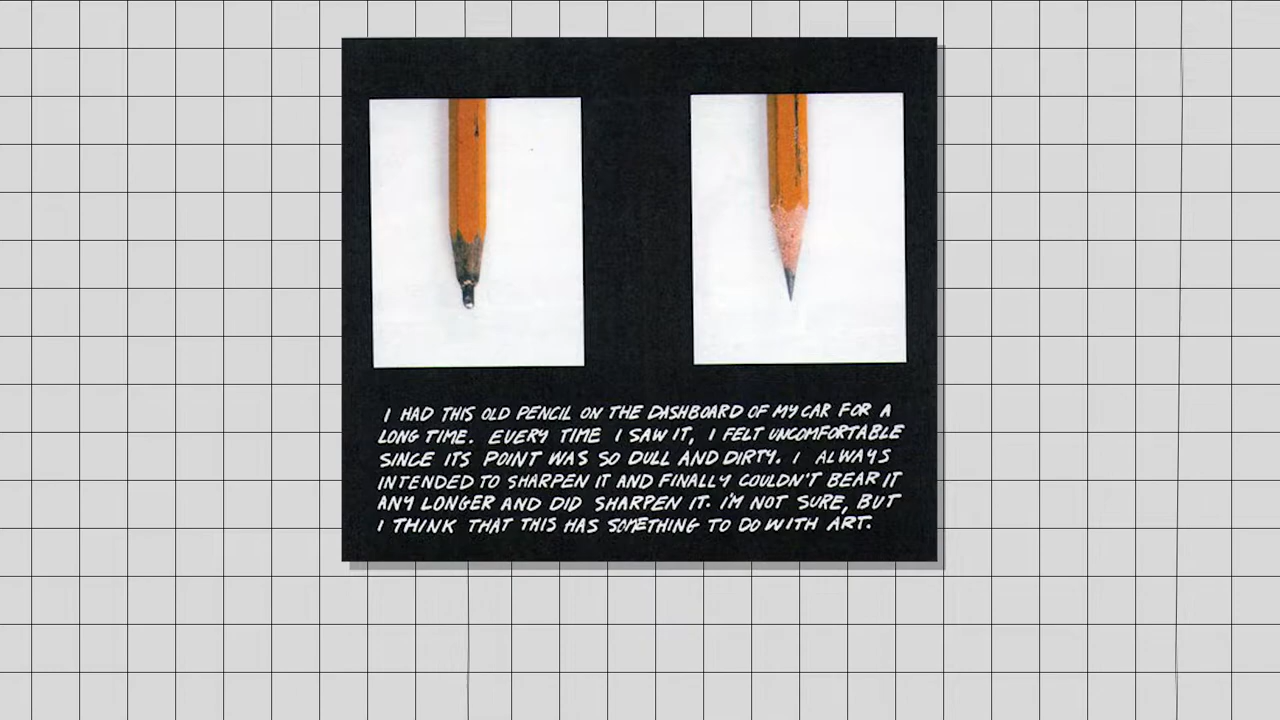 I HAD THIS OLD PENCIL ON THE DASHBOARD OF MY CAR FOR A
LONG TIME. EVERY TIME I SAW IT, I FELT UNCOMFORTABLE
SINCE ITS POINT WAS SO DULL AND DIRTY. I ALWAYS
INTENDED TO SHARPEN IT AND FINALLY COULDN'T BEAR IT
ANY LONGER AND DID SHARPEN IT. I'M NOT SURE, BUT
I THINK THAT THIS HAS SOMETHING TO DO WITH ART.